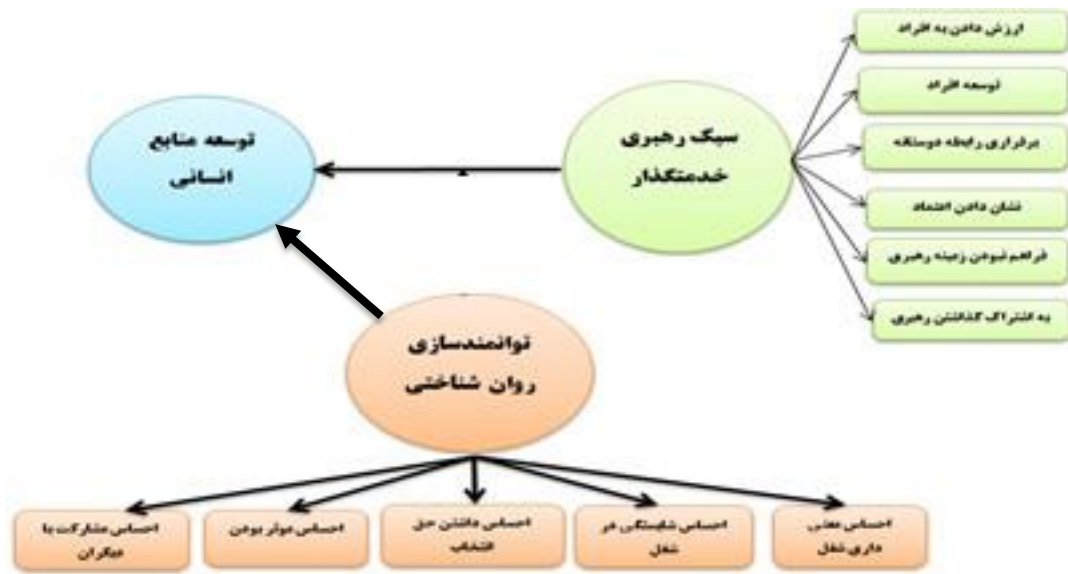 ارزش دادن به افراد
توسعه افراد
برقراری رابطه دوستانه
نشان دادن اعتماد
فراهم نبودن زمینه رهبری
به اشتراک گذاشتن رهبری
سبک رهبری
خدمتگذار
توسعه منابع
انسانی
توانمندسازی
روان شناختی
احساس معنی
داری شغل
احساس شایستگی در
شغل
احساس داشتن حق
انتخاب
احساس موثر بودن
احساس مشارکت با
دیگران